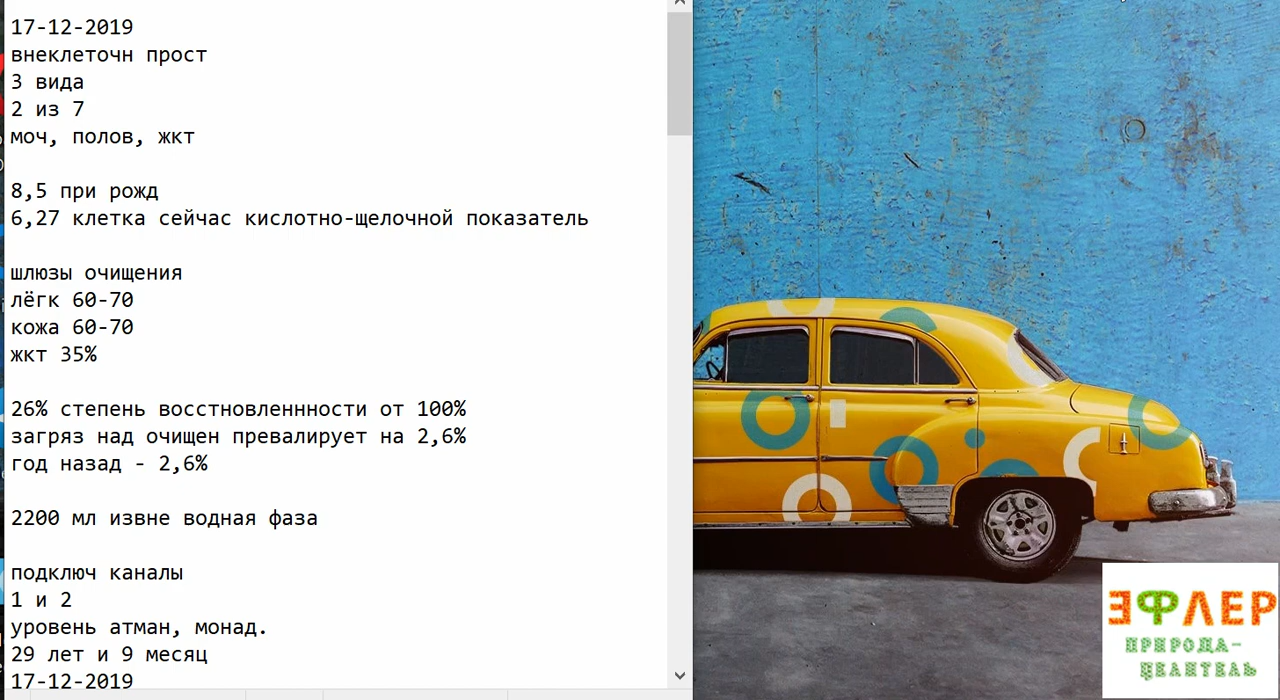 17-12-2019
внеклеточн прост
3 вида
2 из 7
моч, полов, жкт
8,5 при рожд
6,27 клетка сейчас кислотно-щелочной показатель
шлюзы очищения
лёгк 60-70
кожа 60-70
жкт 35%
26% степень восстновленнности от 100%
загряз над очищен превалирует на 2,6%
год назад - 2,6%
2200 мл извне водная фаза
подключ каналы
1 и 2
уровень атман, монад.
29 лет и 9 месяц
17-12-2019
ЭФЛЕР
ПРИРОДА-
ЦЕЛИТЕЛЬ